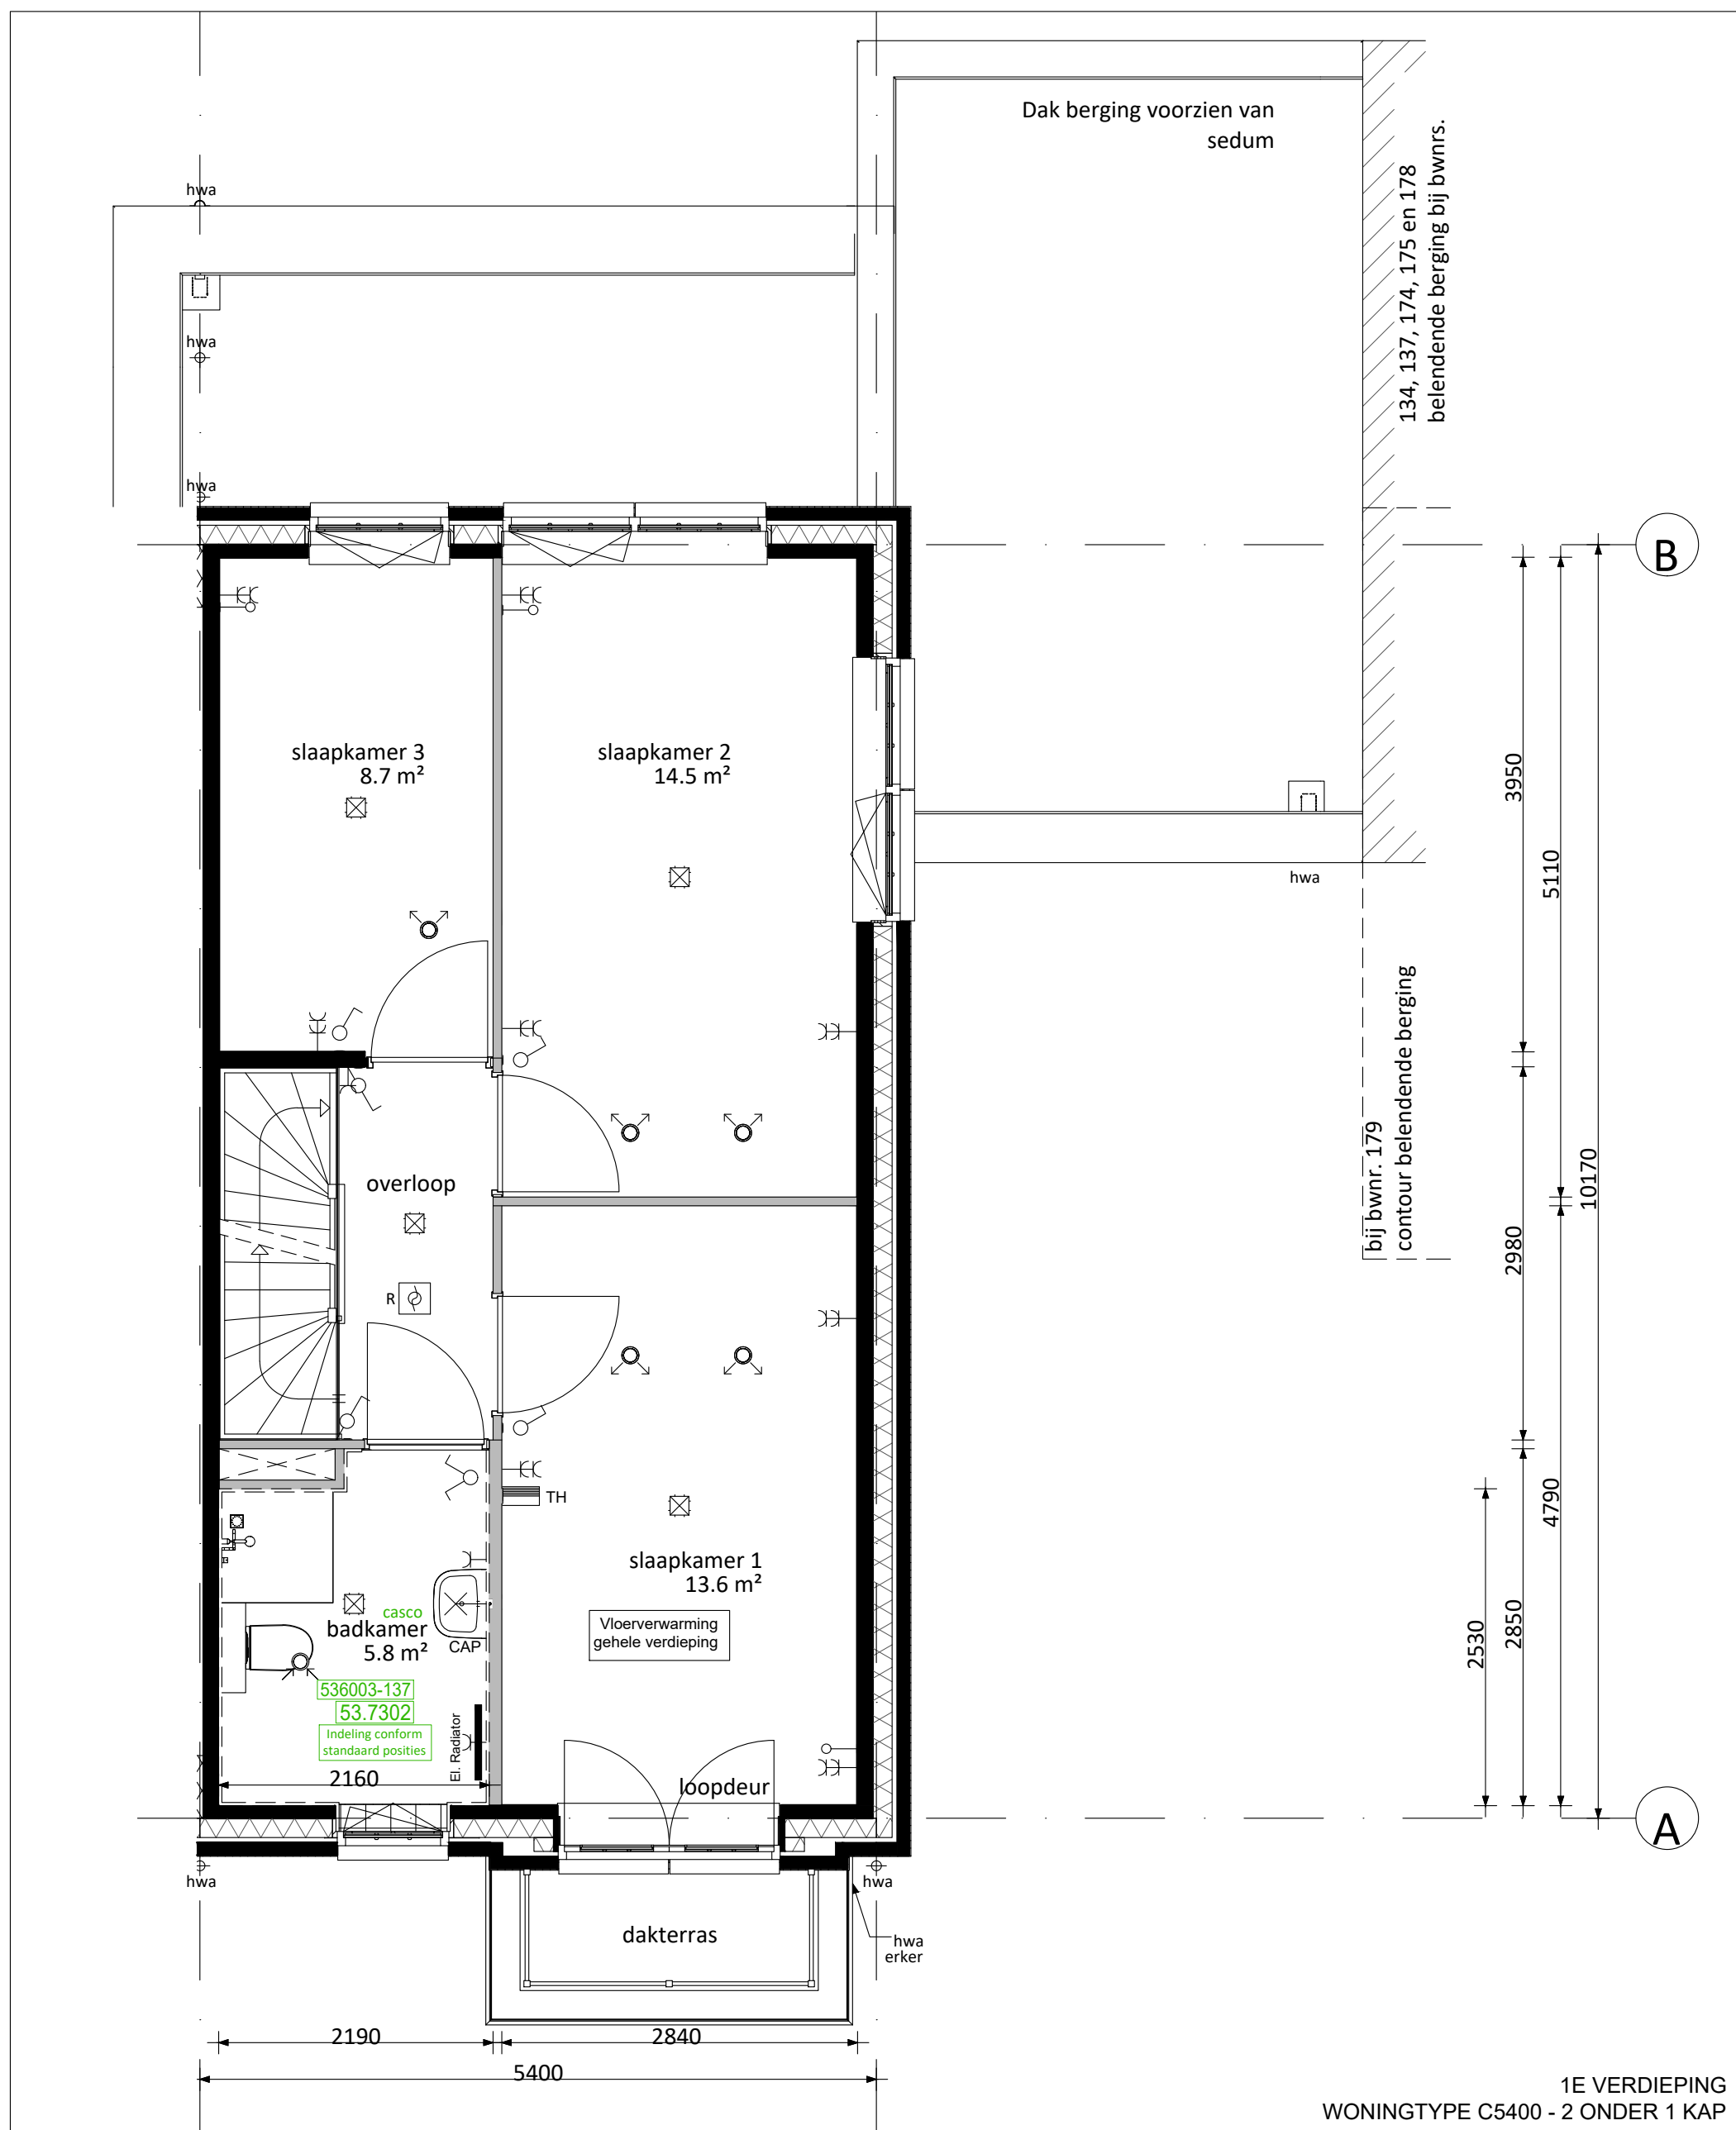 Dak berging voorzien van
sedum
134, 137, 174, 175 en 178
belendende berging bij bwnrs.
hwa
hwa
hwa
B
slaapkamer 3
8.7 m²
slaapkamer 2
14.5 m²
3950
5110
10170
hwa
bij bwnr. 179
contour belendende berging
overloop
R
2980
TH
slaapkamer 1
13.6 m²
Vloerverwarming
gehele verdieping
casco
badkamer
5.8 m²
CAP
536003-137
53.7302
Indeling conform
standaard posities
El. Radiator
2160
loopdeur
2530
2850
4790
A
hwa
hwa
dakterras
hwa
erker
2190
2840
5400
1E VERDIEPING
WONINGTYPE C5400 - 2 ONDER 1 KAP